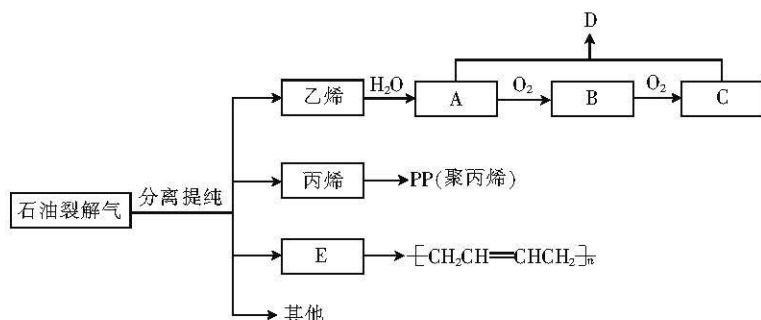 D
乙烯 H₂O A O₂ B O₂ C
丙烯 PP(聚丙烯)
石油裂解气 分离提纯
E ⁅CH₂CH=CHCH₂⁆ₙ
其他